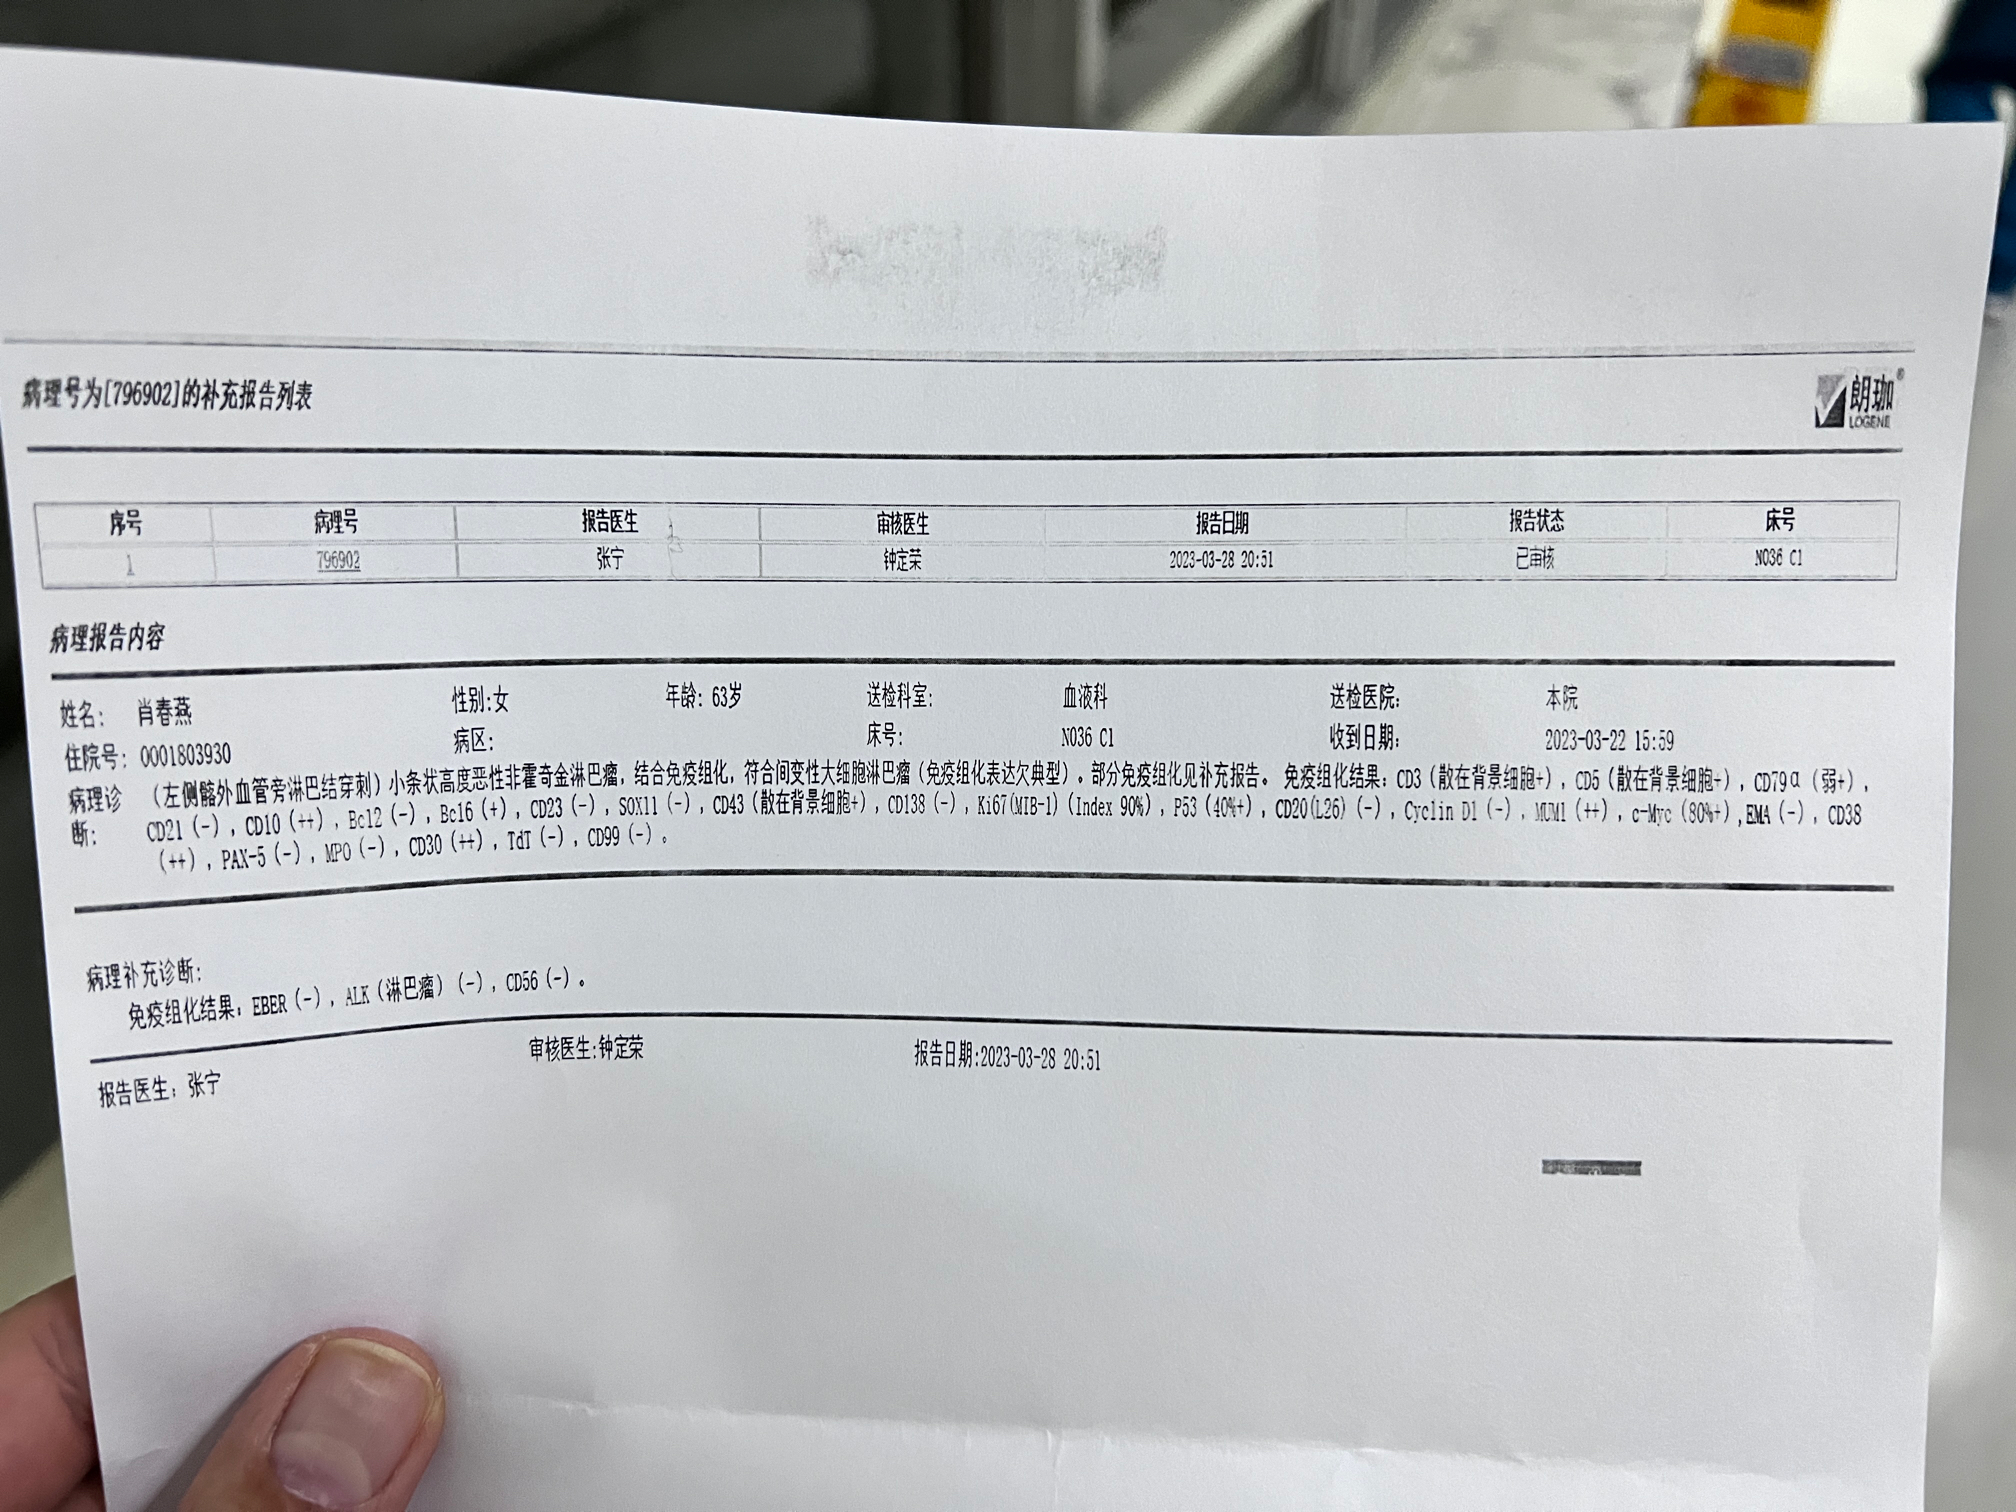 病理号为[796902]的补充报告列表
朗珈®
LOGENE
序号 病理号 报告医生 审核医生 报告日期 报告状态 床号
1 796902 张宁 钟定荣 2023-03-28 20:51 已审核 N036 C1
病理报告内容
姓名: 肖春燕 性别:女 年龄: 63岁 送检科室: 血液科 送检医院: 本院
住院号: 0001803930 病区: 床号: N036 C1 收到日期: 2023-03-22 15:59
病理诊断: （左侧髂外血管旁淋巴结穿刺）小条状高度恶性非霍奇金淋巴瘤, 结合免疫组化, 符合间变性大细胞淋巴瘤（免疫组化表达欠典型）。部分免疫组化见补充报告。 免疫组化结果: CD3（散在背景细胞+）, CD5（散在背景细胞+）, CD79α（弱+）,
CD21（-）, CD10（++）, Bcl2（-）, Bcl6（+）, CD23（-）, SOX11（-）, CD43（散在背景细胞+）, CD138（-）, Ki67(MIB-1)（Index 90%）, P53（40%+）, CD20(L26)（-）, Cyclin D1（-）, MUM1（++）, c-Myc（80%+）,EMA（-）, CD38
（++）, PAX-5（-）, MPO（-）, CD30（++）, TdT（-）, CD99（-）。
病理补充诊断:
免疫组化结果: EBER（-）, ALK（淋巴瘤）（-）, CD56（-）。
报告医生: 张宁 审核医生:钟定荣 报告日期:2023-03-28 20:51